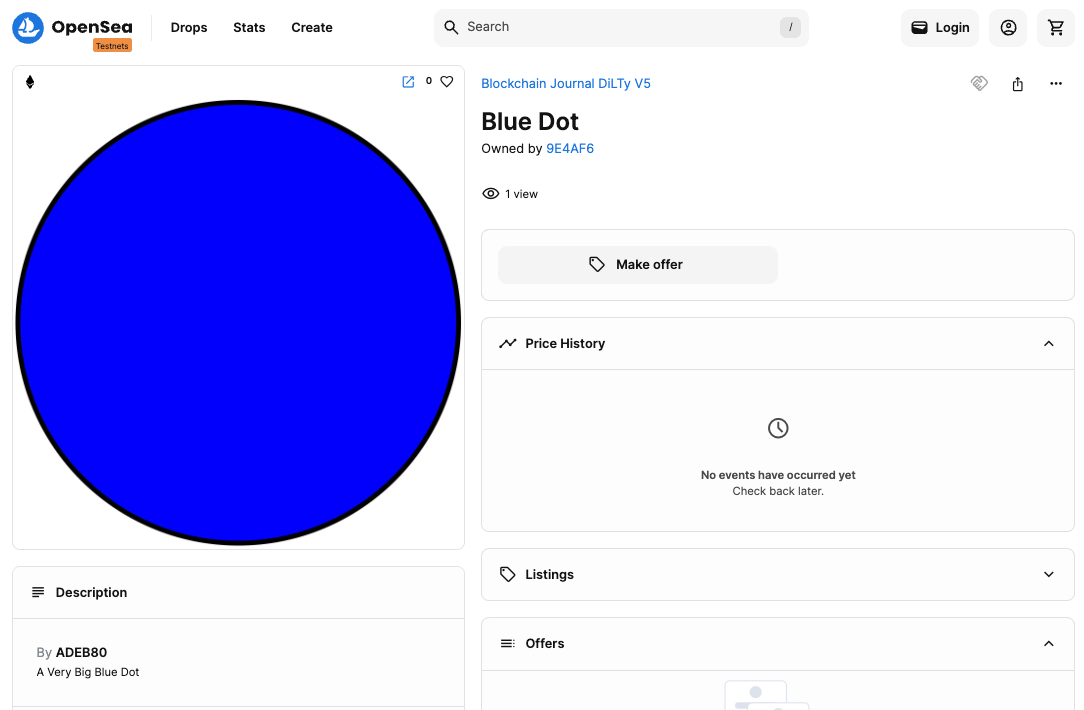 OpenSea
Testnets
Drops Stats Create
Search /
Login
0
Blockchain Journal DiLTy V5
Blue Dot
Owned by 9E4AF6
1 view
Make offer
Price History
No events have occurred yet
Check back later.
Listings
Offers
Description
By ADEB80
A Very Big Blue Dot